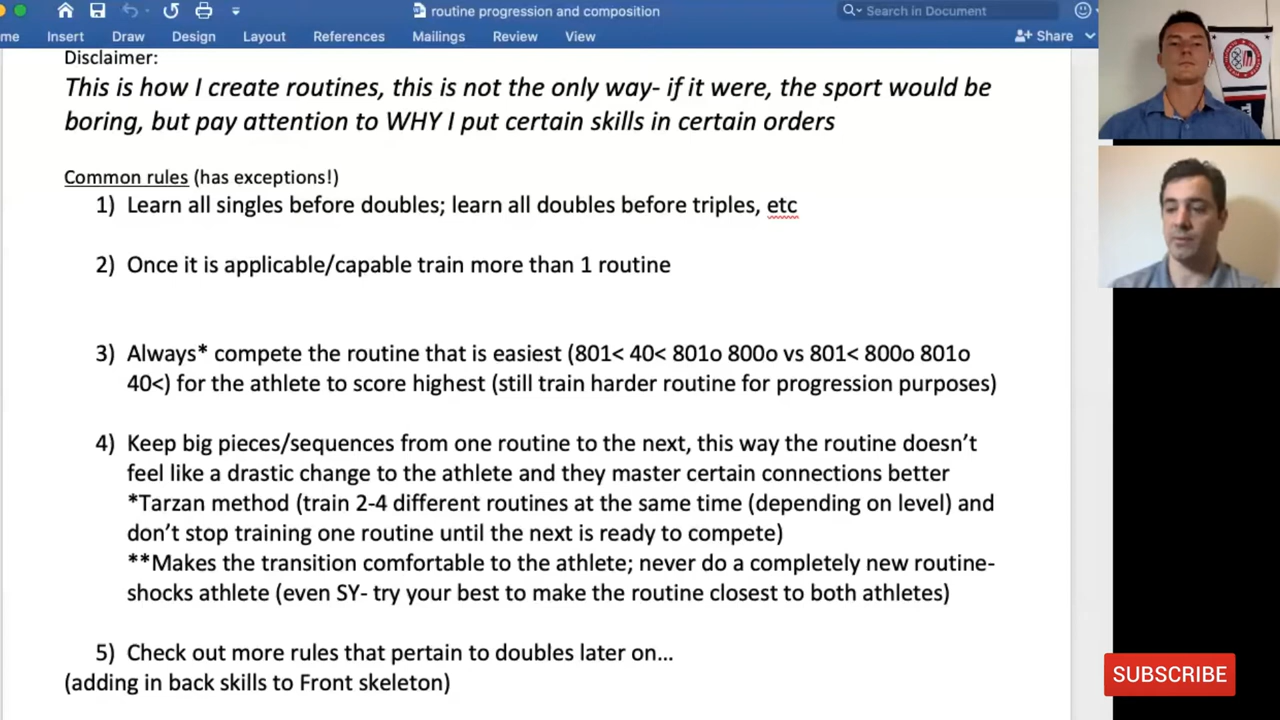 routine progression and composition
Search in Document
me Insert Draw Design Layout References Mailings Review View
Share
Disclaimer:
This is how I create routines, this is not the only way- if it were, the sport would be
boring, but pay attention to WHY I put certain skills in certain orders
Common rules (has exceptions!)
1) Learn all singles before doubles; learn all doubles before triples, etc
2) Once it is applicable/capable train more than 1 routine
3) Always* compete the routine that is easiest (801< 40< 801o 800o vs 801< 800o 801o
40<) for the athlete to score highest (still train harder routine for progression purposes)
4) Keep big pieces/sequences from one routine to the next, this way the routine doesn’t
feel like a drastic change to the athlete and they master certain connections better
*Tarzan method (train 2-4 different routines at the same time (depending on level) and
don’t stop training one routine until the next is ready to compete)
**Makes the transition comfortable to the athlete; never do a completely new routine-
shocks athlete (even SY- try your best to make the routine closest to both athletes)
5) Check out more rules that pertain to doubles later on...
(adding in back skills to Front skeleton)
SUBSCRIBE